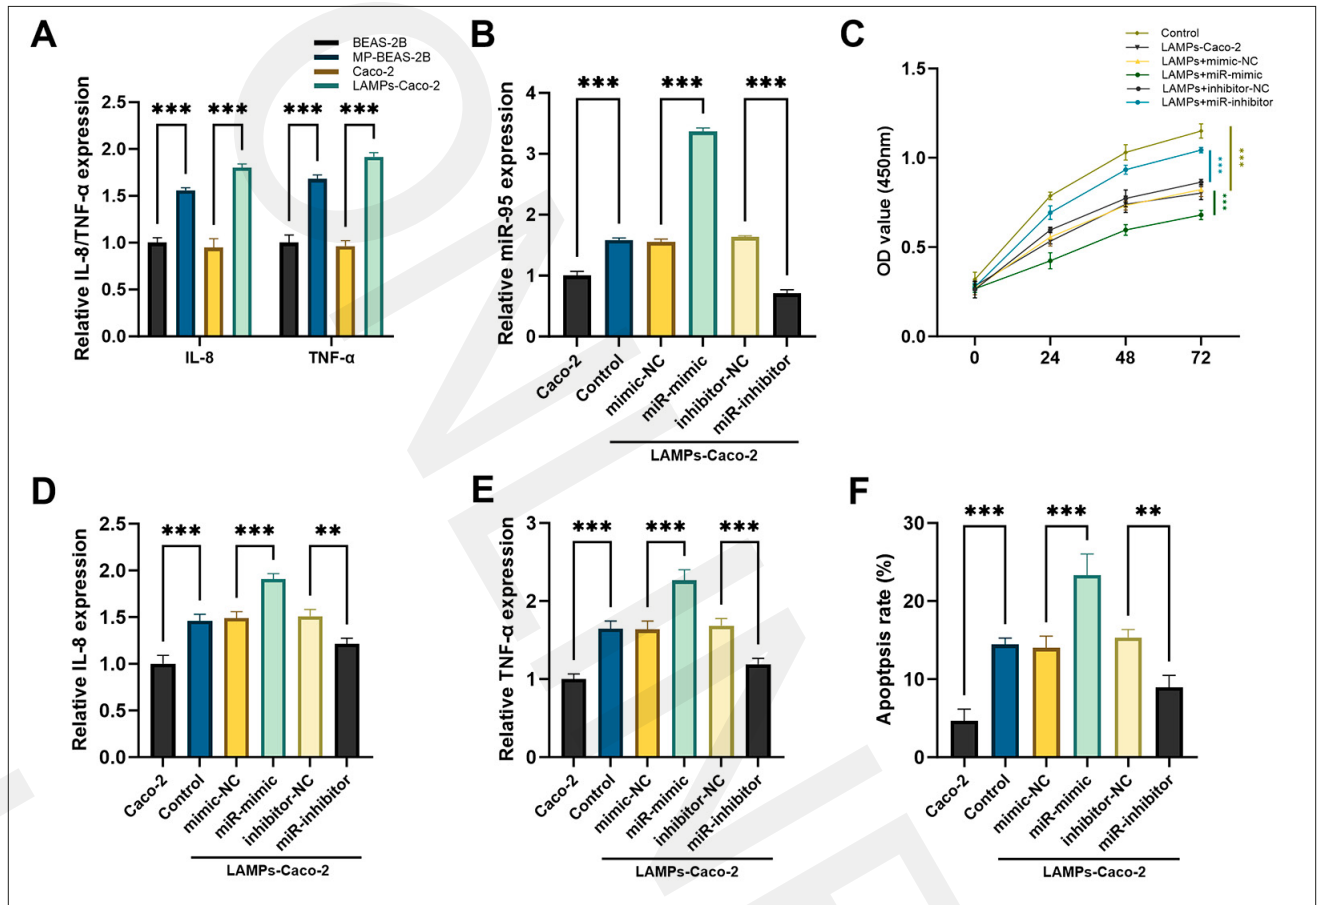 A
BEAS-2B
MP-BEAS-2B
Caco-2
LAMPs-Caco-2
Relative IL-8/TNF-α expression
2.5
2.0
1.5
1.0
0.5
0.0
*** *** *** ***
IL-8 TNF-α
B
Relative miR-95 expression
4
3
2
1
0
*** *** ***
Caco-2
Control
mimic-NC
miR-mimic
inhibitor-NC
miR-inhibitor
LAMPs-Caco-2
C
Control
LAMPs-Caco-2
LAMPs+mimic-NC
LAMPs+miR-mimic
LAMPs+inhibitor-NC
LAMPs+miR-inhibitor
OD value (450nm)
1.5
1.0
0.5
0.0
0 24 48 72
***
***
***
D
Relative IL-8 expression
2.5
2.0
1.5
1.0
0.5
0.0
*** *** **
Caco-2
Control
mimic-NC
miR-mimic
inhibitor-NC
miR-inhibitor
LAMPs-Caco-2
E
Relative TNF-α expression
3
2
1
0
*** *** ***
Caco-2
Control
mimic-NC
miR-mimic
inhibitor-NC
miR-inhibitor
LAMPs-Caco-2
F
Apoptpsis rate (%)
30
20
10
0
*** *** **
Caco-2
Control
mimic-NC
miR-mimic
inhibitor-NC
miR-inhibitor
LAMPs-Caco-2